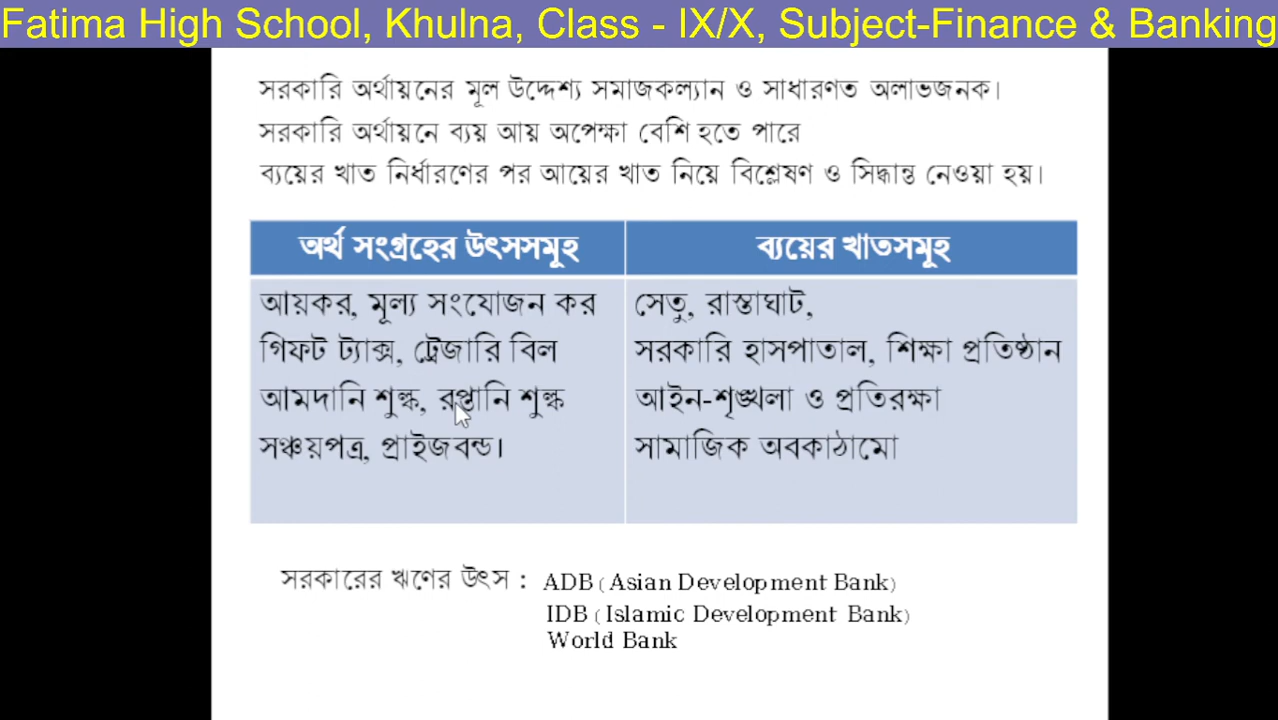 Fatima High School, Khulna, Class - IX/X, Subject-Finance & Banking
সরকারি অর্থায়নের মূল উদ্দেশ্য সমাজকল্যান ও সাধারণত অলাভজনক।
সরকারি অর্থায়নে ব্যয় আয় অপেক্ষা বেশি হতে পারে
ব্যয়ের খাত নির্ধারণের পর আয়ের খাত নিয়ে বিশ্লেষণ ও সিদ্ধান্ত নেওয়া হয়।
অর্থ সংগ্রহের উৎসসমূহ
আয়কর, মূল্য সংযোজন কর
গিফট ট্যাক্স, ট্রেজারি বিল
আমদানি শুল্ক, রপ্তানি শুল্ক
সঞ্চয়পত্র, প্রাইজবন্ড।
ব্যয়ের খাতসমূহ
সেতু, রাস্তাঘাট,
সরকারি হাসপাতাল, শিক্ষা প্রতিষ্ঠান
আইন-শৃঙ্খলা ও প্রতিরক্ষা
সামাজিক অবকাঠামো
সরকারের ঋণের উৎস : ADB ( Asian Development Bank)
IDB ( Islamic Development Bank)
World Bank